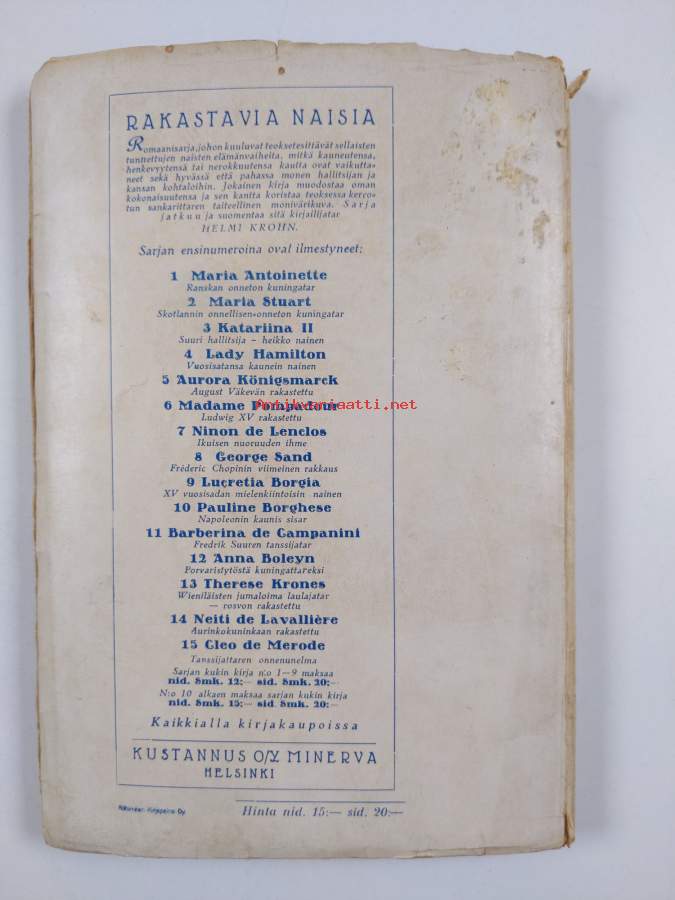 RAKASTAVIA NAISIA
Romaanisarja, johon kuuluvat teoksetesittävät sellaisten
tunnettujen naisten elämänvaiheita, mitkä kauneutensa,
henkevyytensä tai nerokkuutensa kautta ovat vaikutta=
neet sekä hyvässä että pahassa monen hallitsijan ja
kansan kohtaloihin. Jokainen kirja muodostaa oman
kokonaisuutensa ja sen kantta koristaa teoksessa kerro=
tun sankarittaren taiteellinen monivärikuva. Sarja
jatkuu ja suomentaa sitä kirjailijatar
HELMI KROHN.
Sarjan ensinumeroina oval ilmestyneet:
1 Maria Antoinette
Ranskan onneton kuningatar
2 Maria Stuart
Skotlannin onnellisen=onneton kuningatar
3 Katariina II
Suuri hallitsija – heikko nainen
4 Lady Hamilton
Vuosisatansa kaunein nainen
5 Aurora Königsmarck
August Väkevän rakastettu
6 Madame Pompadour
Antikvariaatti.net
Ludwig XV rakastettu
7 Ninon de Lenclos
Ikuisen nuoruuden ihme
8 George Sand
Fréderic Chopinin viimeinen rakkaus
9 Lucretia Borgia
XV vuosisadan mielenkiintoisin nainen
10 Pauline Borghese
Napoleonin kaunis sisar
11 Barberina de Campanini
Fredrik Suuren tanssijatar
12 Anna Boleyn
Porvaristytöstä kuningattareksi
13 Therese Krones
Wieniläisten jumaloima laulajatar
— rosvon rakastettu
14 Neiti de Lavallière
Aurinkokuninkaan rakastettu
15 Cleo de Merode
Tanssijattaren onnenunelma
Sarjan kukin kirja n:o 1—9 maksaa
nid. Smk. 12:— sid. Smk. 20:—
N:o 10 alkaen maksaa sarjan kukin kirja
nid. Smk. 15:— sid. Smk. 20:—
Kaikkialla kirjakaupoissa
KUSTANNUS O/Y MINERVA
HELSINKI
Hinta nid. 15:— sid. 20:—